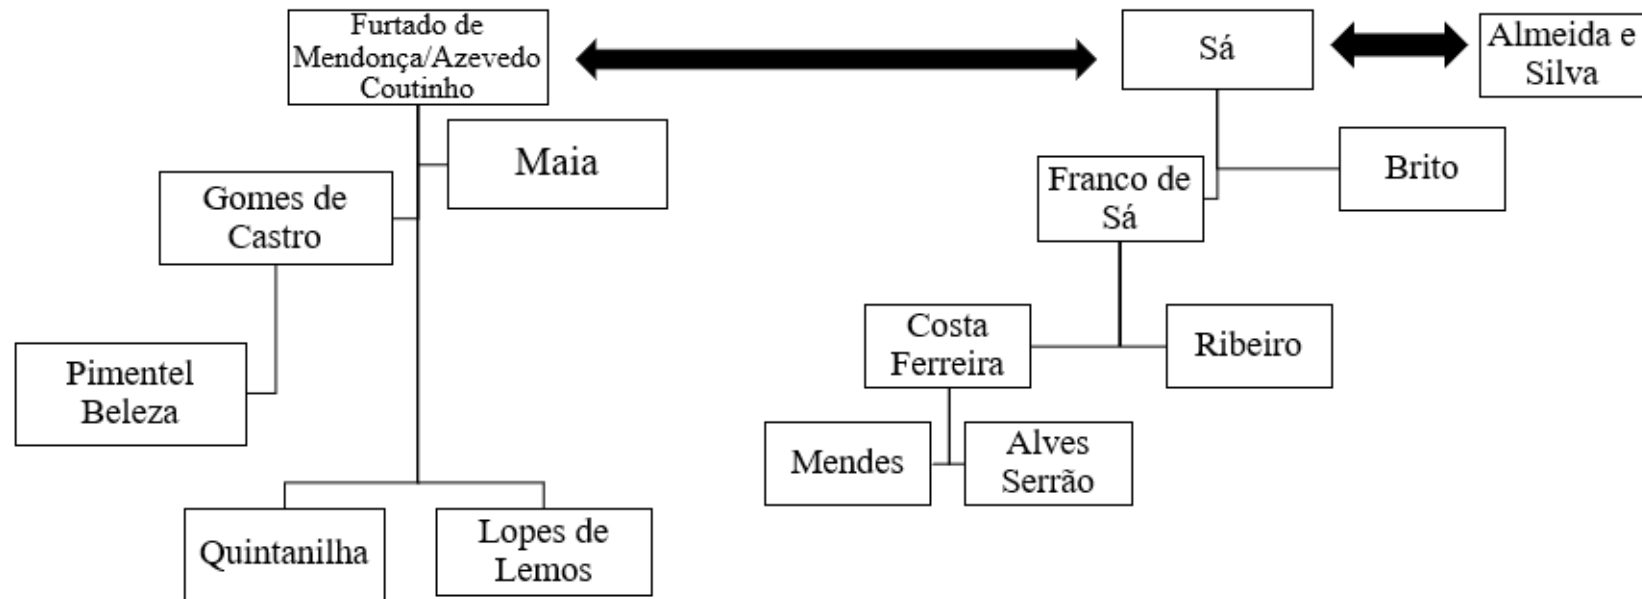 Furtado de
Mendonça/Azevedo
Coutinho
Sá
Almeida e
Silva
Maia
Brito
Gomes de
Castro
Franco de
Sá
Costa
Ferreira
Ribeiro
Pimentel
Beleza
Mendes
Alves
Serrão
Quintanilha
Lopes de
Lemos